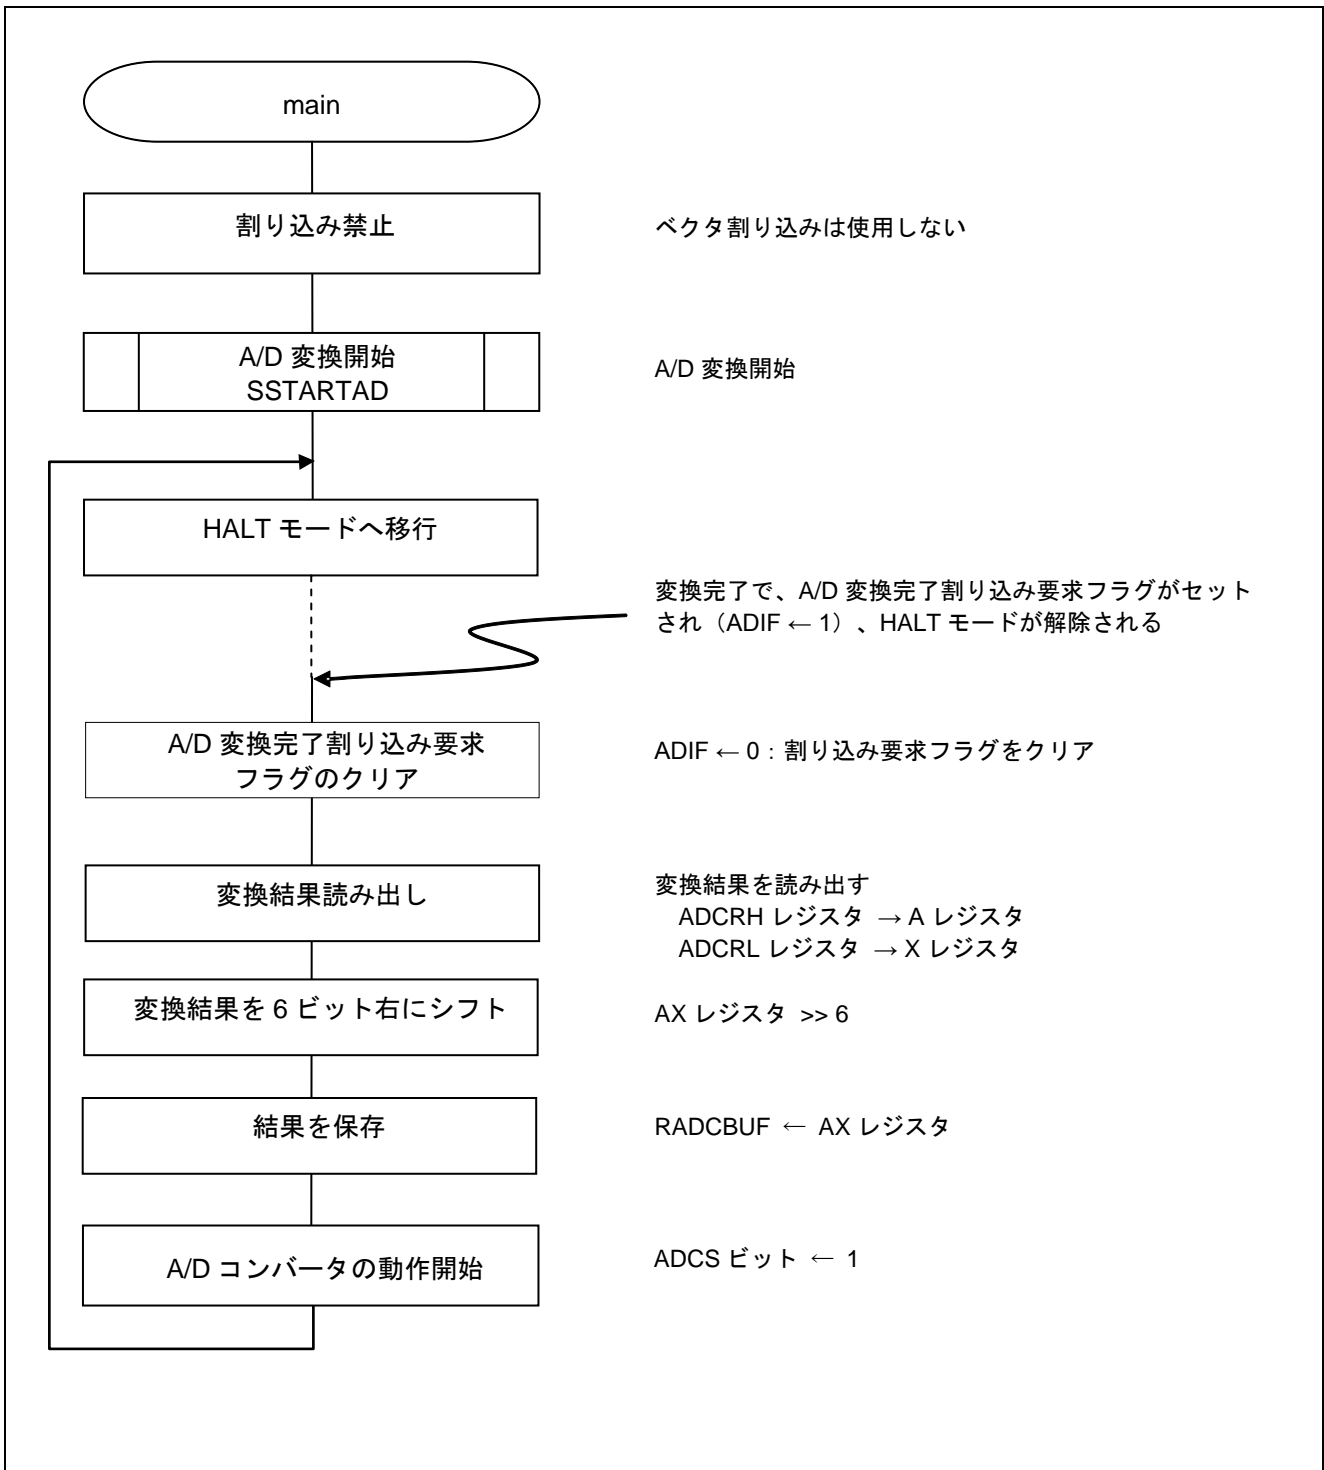 main
割り込み禁止
ベクタ割り込みは使用しない
A/D 変換開始
SSTARTAD
A/D 変換開始
HALT モードへ移行
変換完了で、A/D 変換完了割り込み要求フラグがセット
され（ADIF ← 1）、HALT モードが解除される
A/D 変換完了割り込み要求
フラグのクリア
ADIF ← 0：割り込み要求フラグをクリア
変換結果読み出し
変換結果を読み出す
ADCRH レジスタ → A レジスタ
ADCRL レジスタ → X レジスタ
変換結果を 6 ビット右にシフト
AX レジスタ >> 6
結果を保存
RADCBUF ← AX レジスタ
A/D コンバータの動作開始
ADCS ビット ← 1